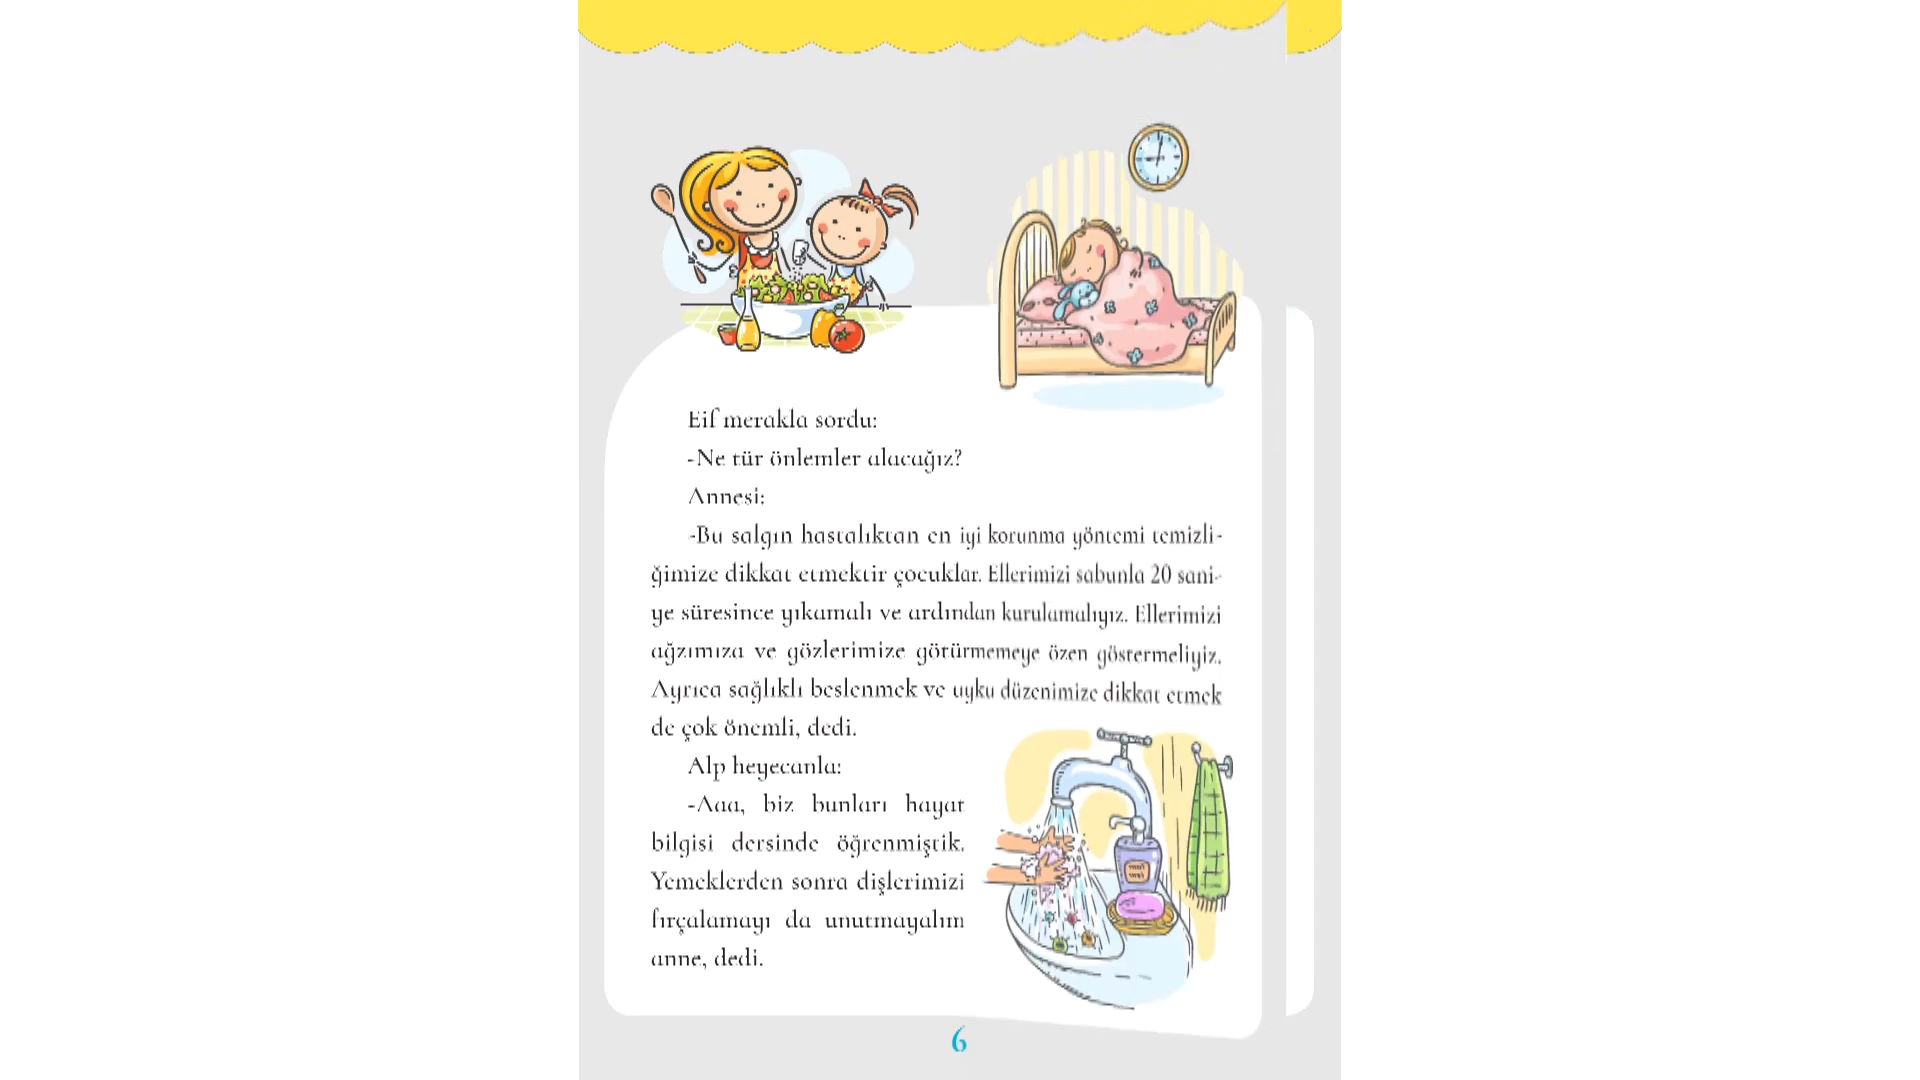 Elif merakla sordu:
-Ne tür önlemler alacağız?
Annesi:
-Bu salgın hastalıktan en iyi korunma yöntemi temizli-
ğimize dikkat etmektir çocuklar. Ellerimizi sabunla 20 sani-
ye süresince yıkamalı ve ardından kurulamalıyız. Ellerimizi
ağzımıza ve gözlerimize götürmemeye özen göstermeliyiz.
Ayrıca sağlıklı beslenmek ve uyku düzenimize dikkat etmek
de çok önemli, dedi.
Alp heyecanla:
-Aaa, biz bunları hayat
bilgisi dersinde öğrenmiştik.
Yemeklerden sonra dişlerimizi
fırçalamayı da unutmayalım
anne, dedi.
6